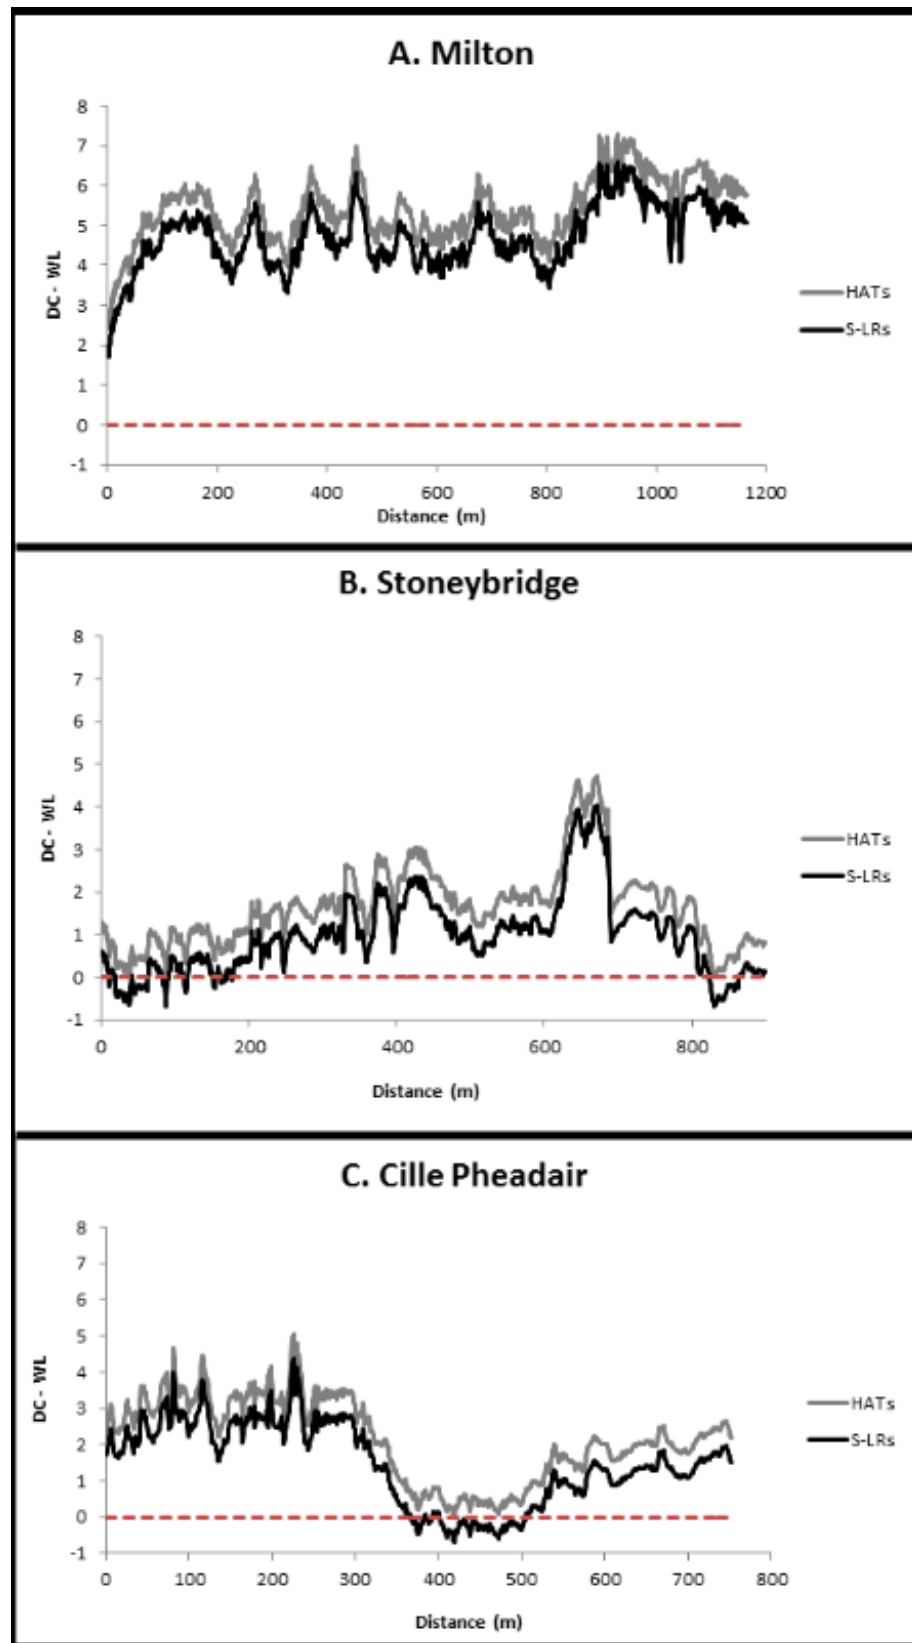 A. Milton
8
7
6
5
4
3
2
1
0
-1
DC - WL
0 200 400 600 800 1000 1200
Distance (m)
HATs
S-LRs
B. Stoneybridge
8
7
6
5
4
3
2
1
0
-1
DC - WL
0 200 400 600 800
Distance (m)
HATs
S-LRs
C. Cille Pheadair
8
7
6
5
4
3
2
1
0
-1
DC - WL
0 100 200 300 400 500 600 700 800
Distance (m)
HATs
S-LRs